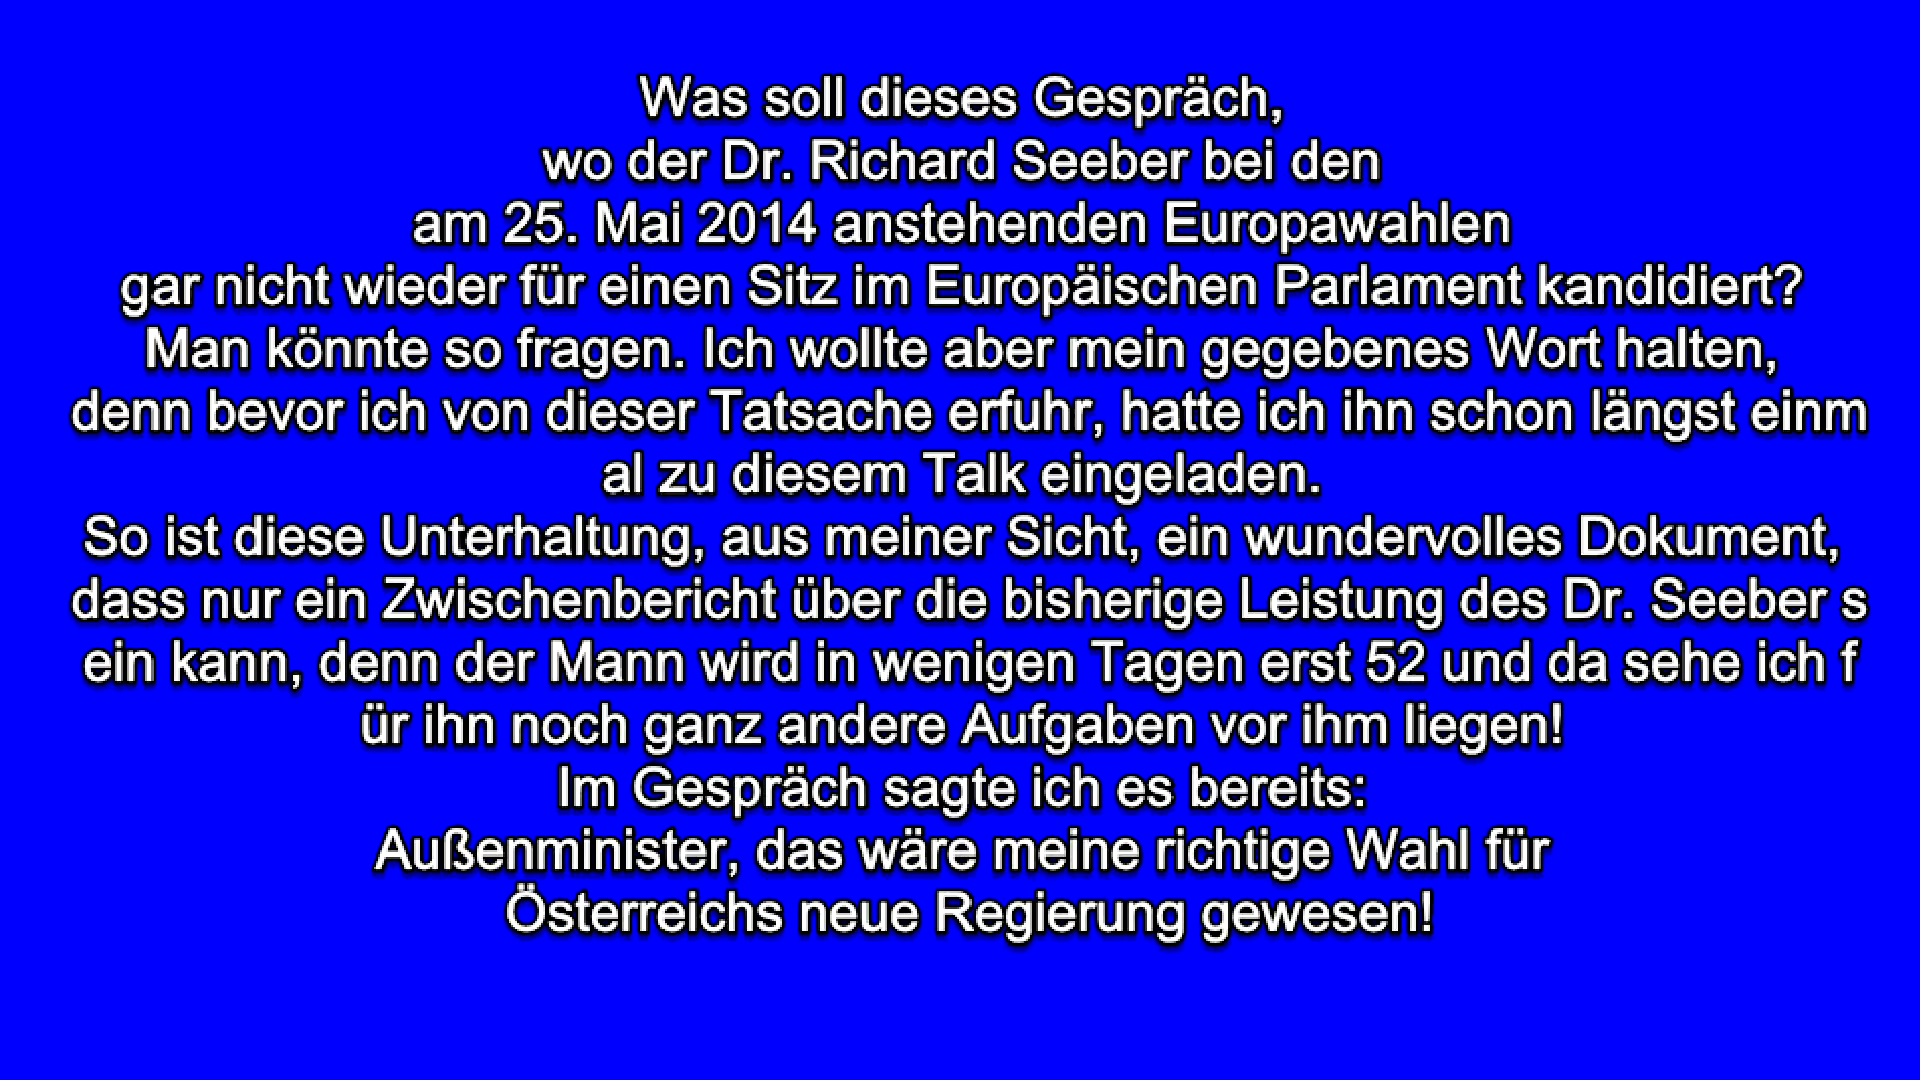 Was soll dieses Gespräch,
wo der Dr. Richard Seeber bei den
am 25. Mai 2014 anstehenden Europawahlen
gar nicht wieder für einen Sitz im Europäischen Parlament kandidiert?
Man könnte so fragen. Ich wollte aber mein gegebenes Wort halten,
denn bevor ich von dieser Tatsache erfuhr, hatte ich ihn schon längst einm
al zu diesem Talk eingeladen.
So ist diese Unterhaltung, aus meiner Sicht, ein wundervolles Dokument,
dass nur ein Zwischenbericht über die bisherige Leistung des Dr. Seeber s
ein kann, denn der Mann wird in wenigen Tagen erst 52 und da sehe ich f
ür ihn noch ganz andere Aufgaben vor ihm liegen!
Im Gespräch sagte ich es bereits:
Außenminister, das wäre meine richtige Wahl für
Österreichs neue Regierung gewesen!